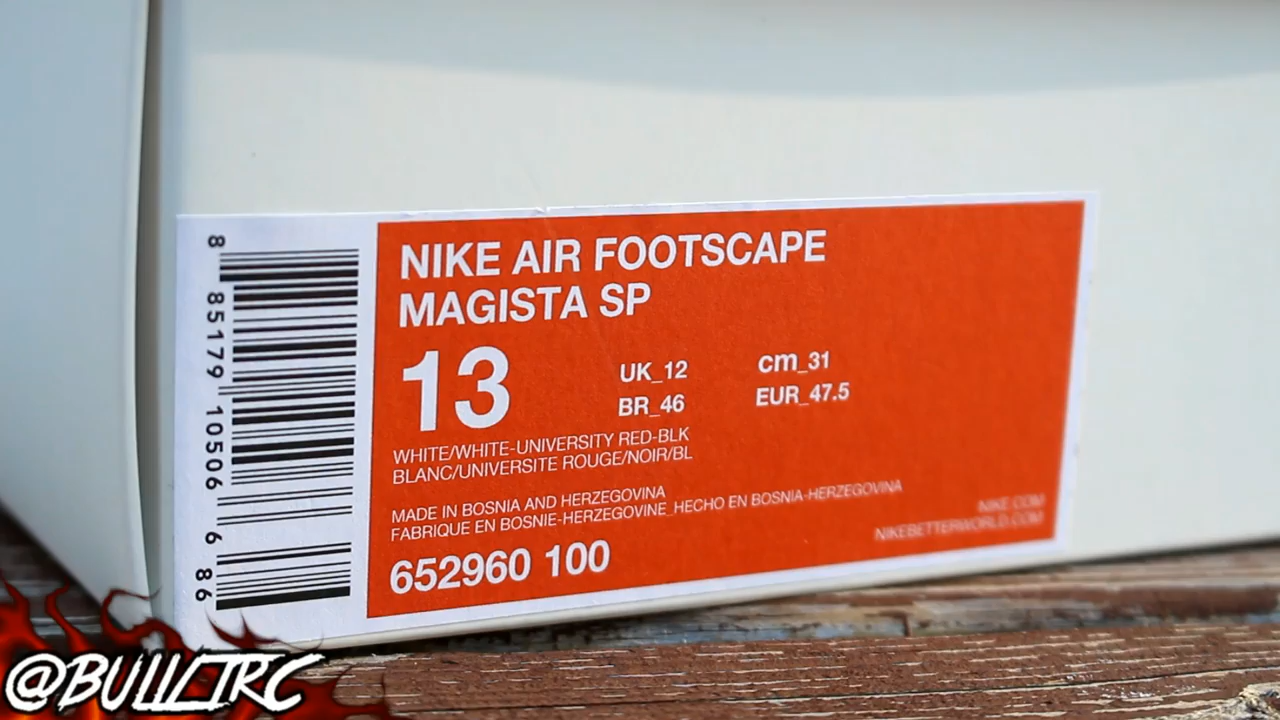 8 85179 10506 6 86
NIKE AIR FOOTSCAPE
MAGISTA SP
13
UK_12 cm_31
BR_46 EUR_47.5
WHITE/WHITE-UNIVERSITY RED-BLK
BLANC/UNIVERSITE ROUGE/NOIR/BL
MADE IN BOSNIA AND HERZEGOVINA
FABRIQUE EN BOSNIE-HERZEGOVINE_HECHO EN BOSNIA-HERZEGOVINA
NIKE.COM
NIKEBETTERWORLD.COM
652960 100
@BULL1TRC